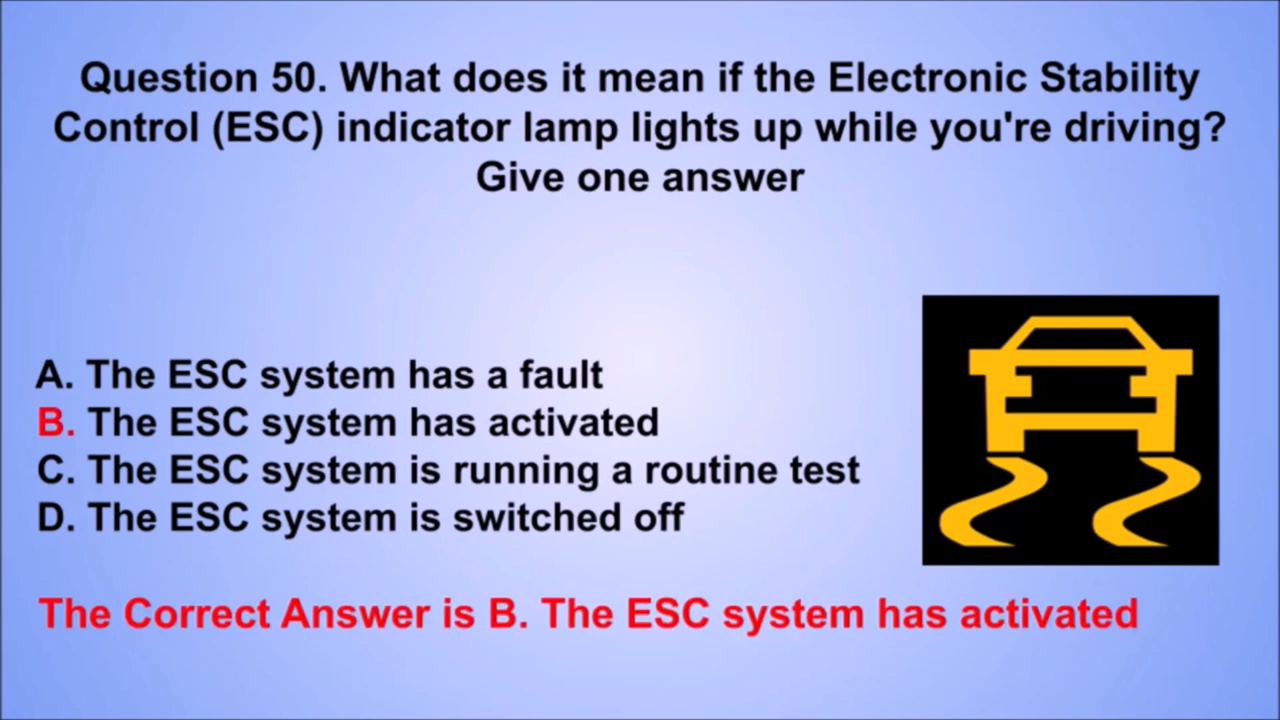 Question 50. What does it mean if the Electronic Stability
Control (ESC) indicator lamp lights up while you're driving?
Give one answer
A. The ESC system has a fault
B. The ESC system has activated
C. The ESC system is running a routine test
D. The ESC system is switched off
The Correct Answer is B. The ESC system has activated